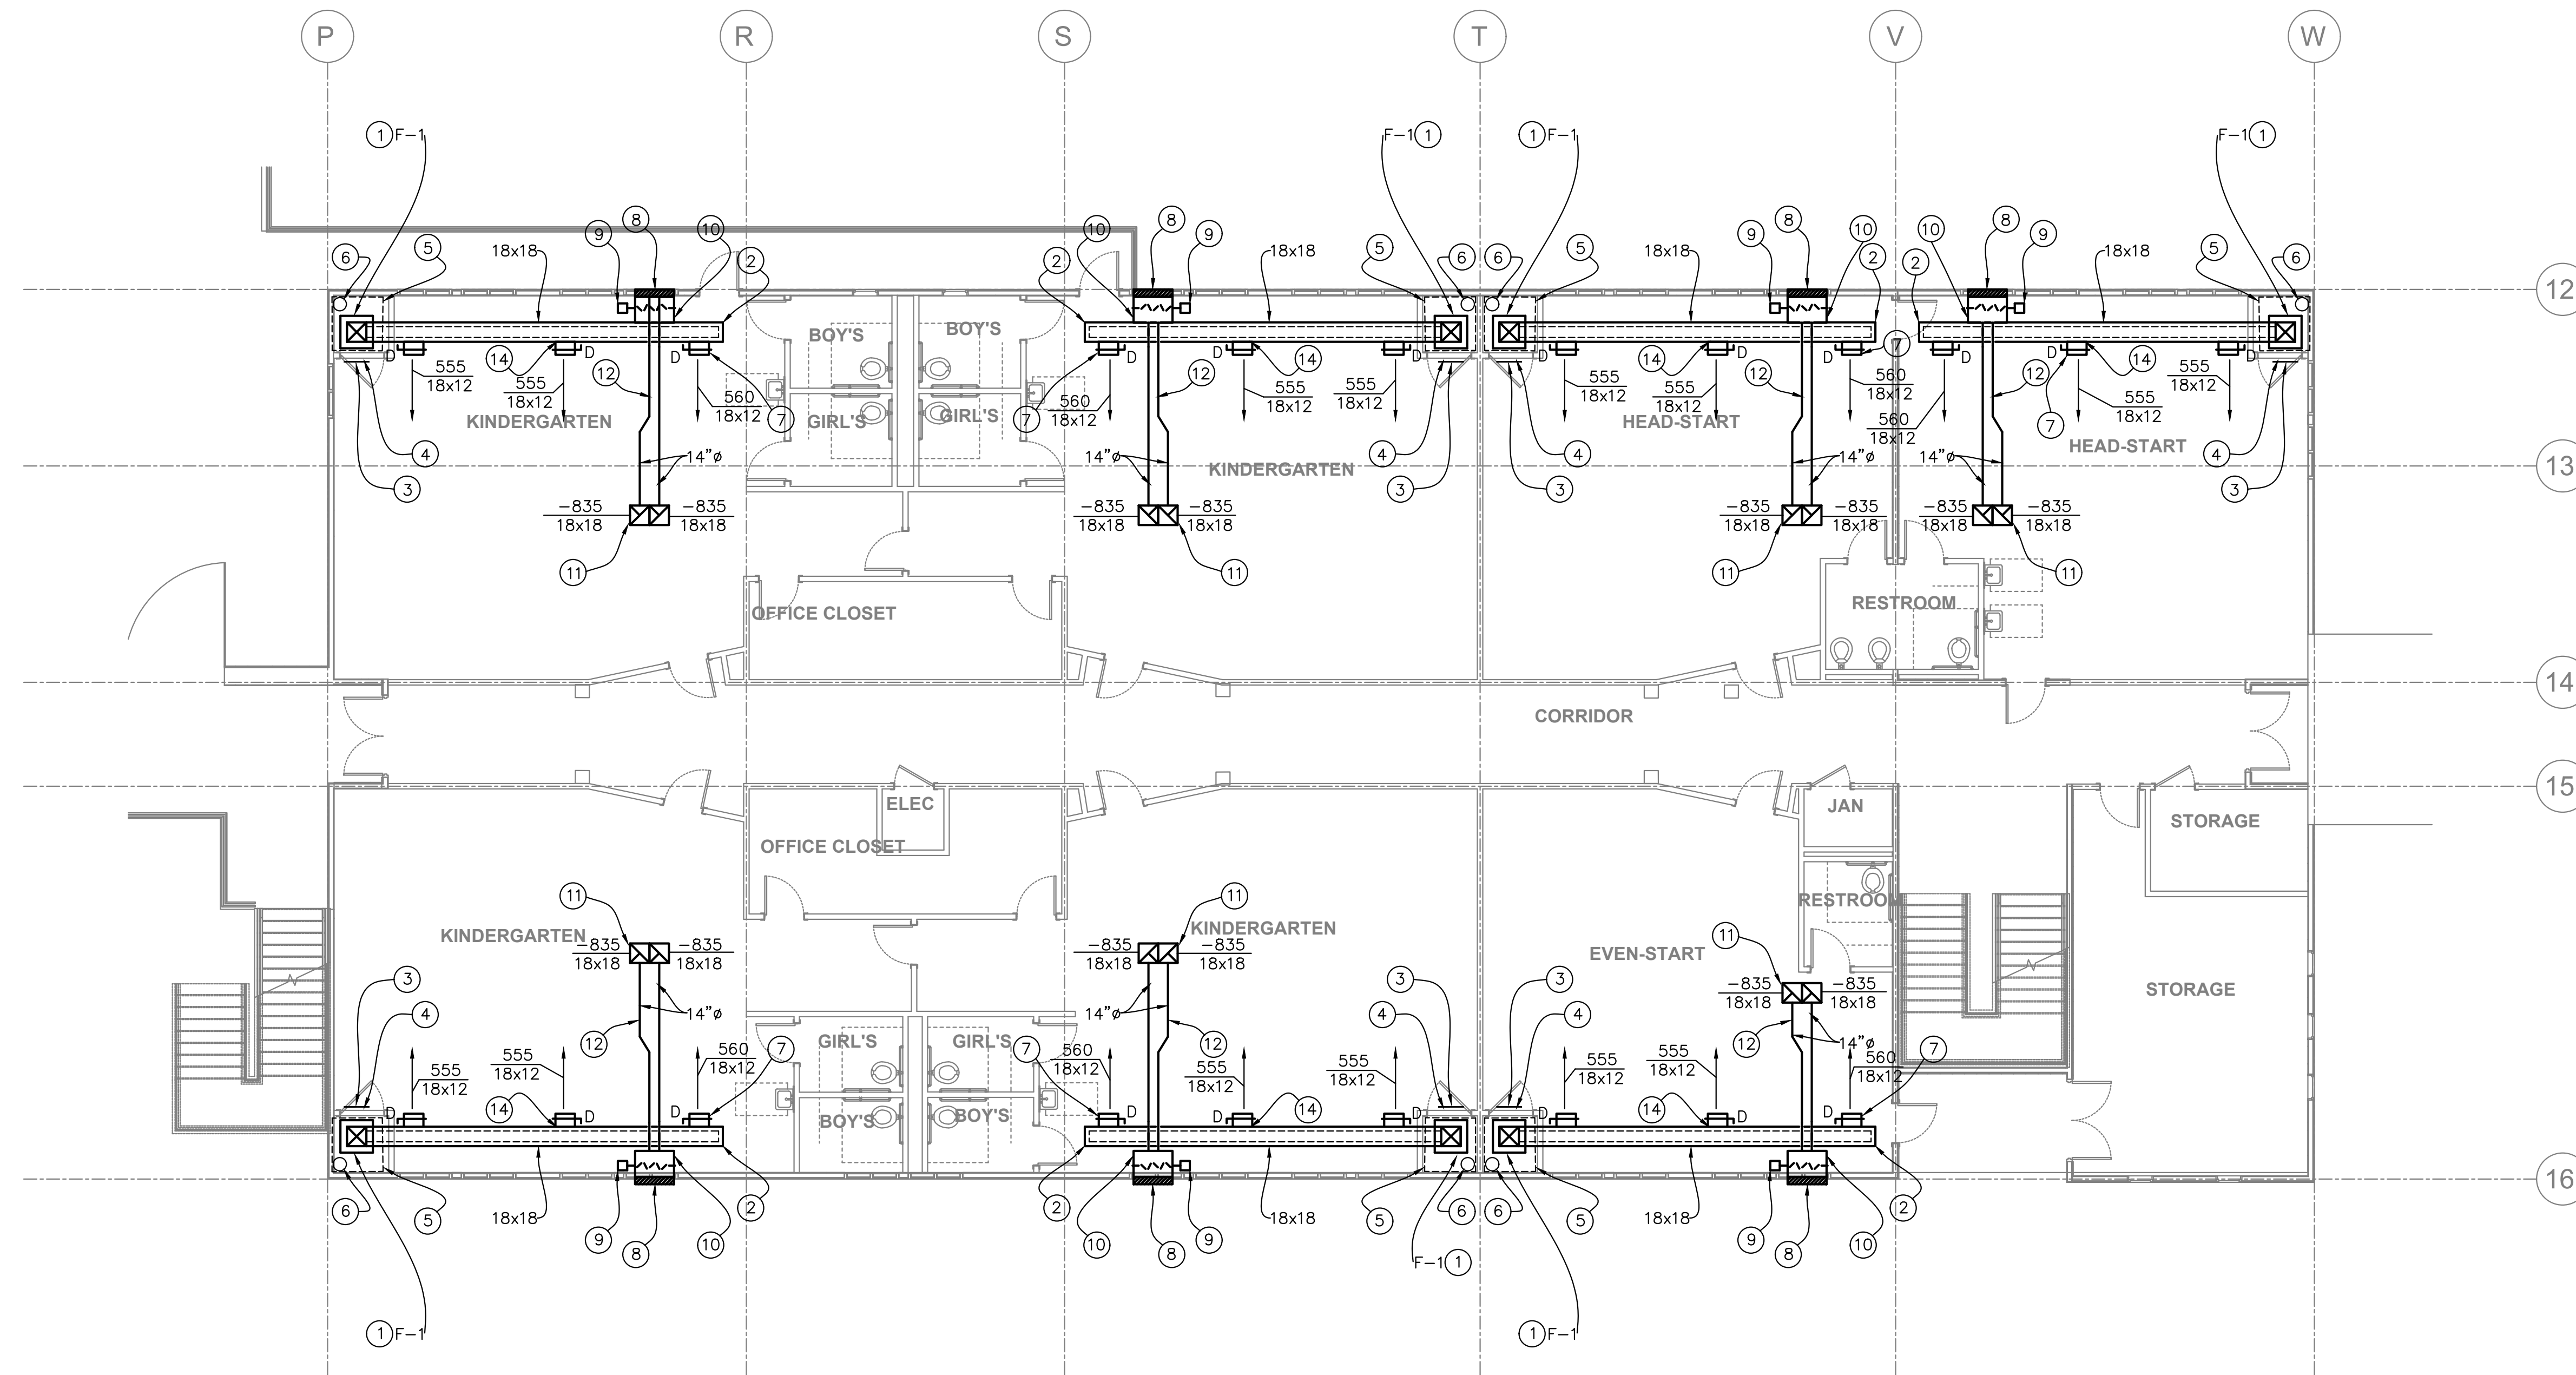 P
R
S
T
V
W
1 F-1
F-1 1
1 F-1
F-1 1
6
5
18x18
9
8
10
2
2
10
8
9
18x18
5
6
6
5
18x18
9
8
10
2
2
10
8
9
18x18
5
6
12
D
14
D
D
12
BOY'S
BOY'S
D
14
12
D
D
14
D
12
D
7
D
14
12
D
555
18x12
555
18x12
560
18x12
7
560
18x12
7
555
18x12
555
18x12
555
18x12
555
18x12
560
18x12
560
18x12
7
555
18x12
555
18x12
KINDERGARTEN
GIRL'S
GIRL'S
HEAD-START
HEAD-START
4
3
14"ø
14"ø
KINDERGARTEN
4
3
4
3
14"ø
14"ø
4
3
13
-835
18x18
-835
18x18
-835
18x18
-835
18x18
-835
18x18
-835
18x18
-835
18x18
-835
18x18
11
11
11
11
OFFICE CLOSET
RESTROOM
14
CORRIDOR
15
ELEC
JAN
STORAGE
OFFICE CLOSET
11
11
KINDERGARTEN
KINDERGARTEN
RESTROOM
11
EVEN-START
STORAGE
-835
18x18
-835
18x18
-835
18x18
-835
18x18
-835
18x18
-835
18x18
3
4
14"ø
14"ø
3
4
3
4
14"ø
12
12
12
GIRL'S
GIRL'S
555
18x12
555
18x12
560
18x12
7
7
560
18x12
555
18x12
555
18x12
555
18x12
555
18x12
560
18x12
7
D
14
D
D
BOY'S
BOY'S
D
14
D
D
D
14
D
D
16
6
5
18x18
9
8
10
2
2
10
8
9
18x18
5
6
6
5
18x18
9
8
10
2
F-1 1
1 F-1
1 F-1